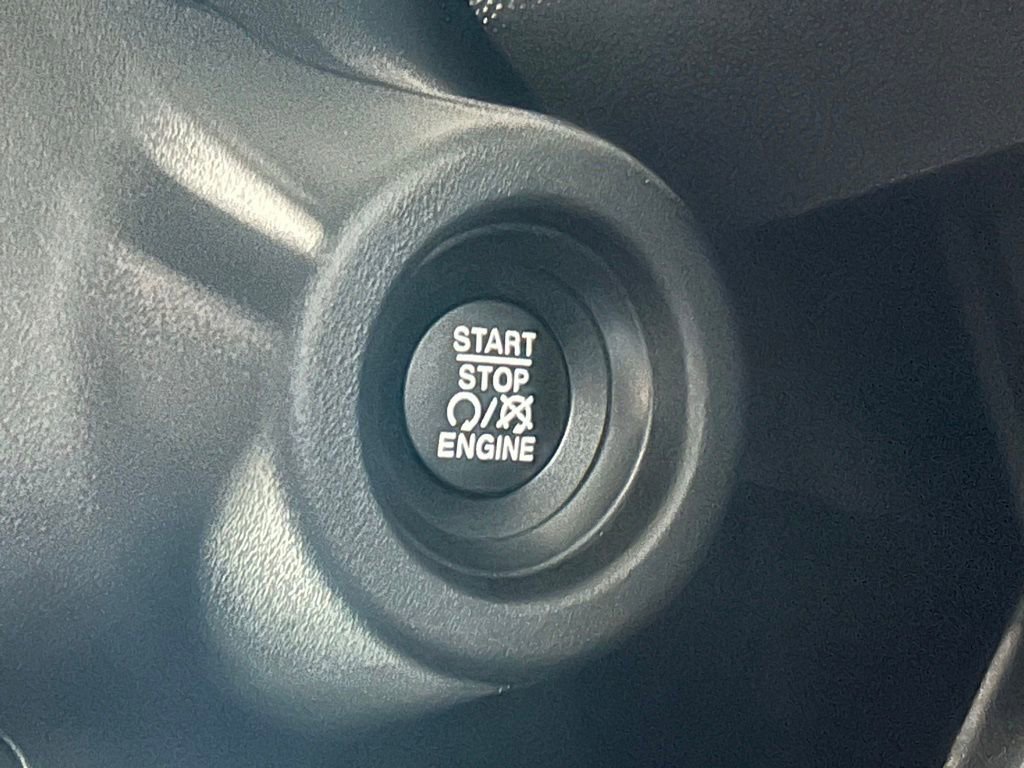 START
STOP
/
ENGINE